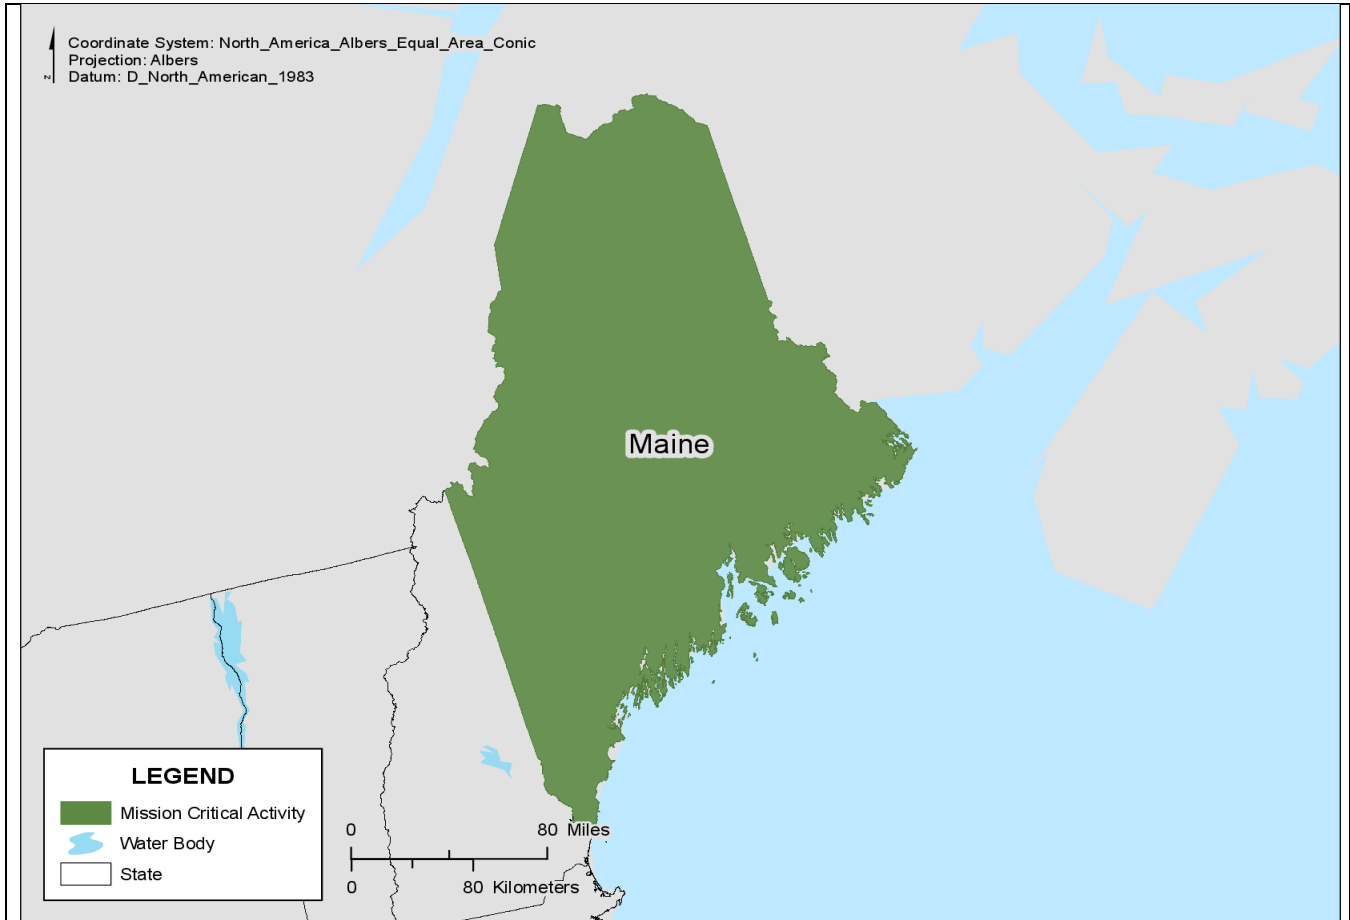 Coordinate System: North_America_Albers_Equal_Area_Conic
Projection: Albers
Z
Datum: D_North_American_1983
Maine
LEGEND
Mission Critical Activity
Water Body
State
0 80 Miles
0 80 Kilometers